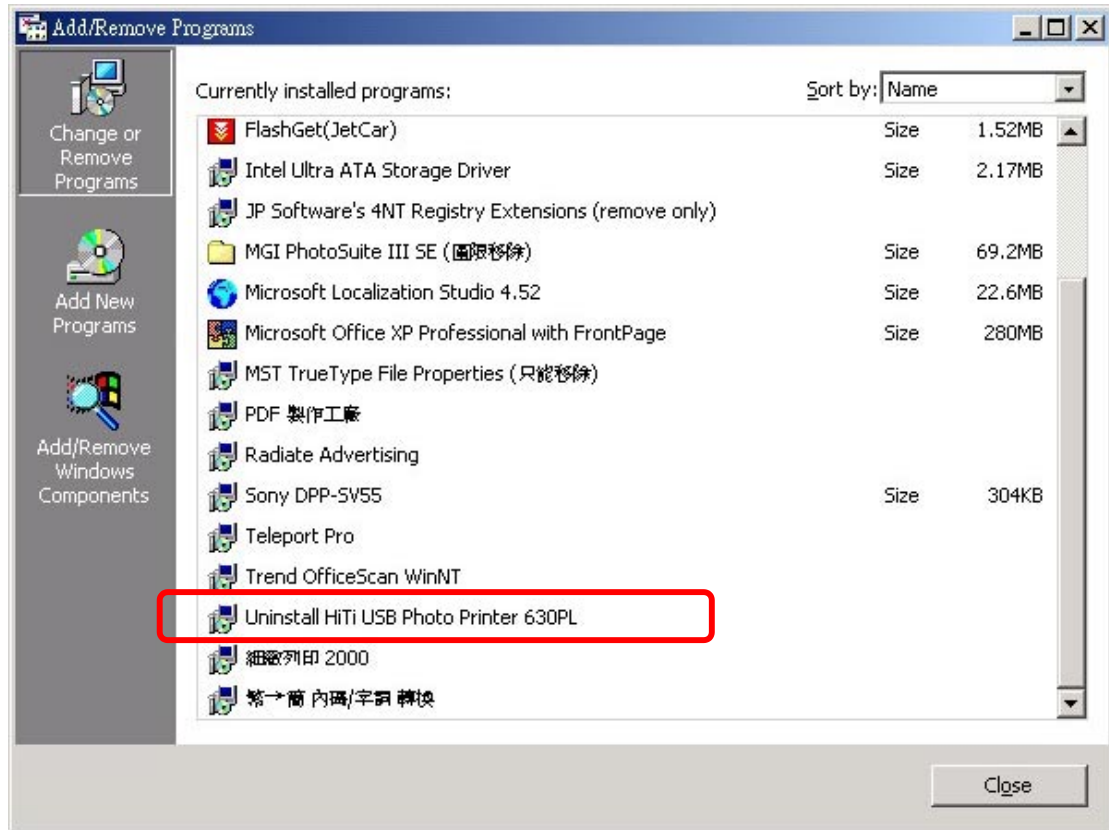 Add/Remove Programs
Change or
Remove
Programs
Add New
Programs
Add/Remove
Windows
Components
Currently installed programs:
Sort by: Name
FlashGet(JetCar) Size 1.52MB
Intel Ultra ATA Storage Driver Size 2.17MB
JP Software's 4NT Registry Extensions (remove only)
MGI PhotoSuite III SE (移除) Size 69.2MB
Microsoft Localization Studio 4.52 Size 22.6MB
Microsoft Office XP Professional with FrontPage Size 280MB
MST TrueType File Properties (只能移除)
PDF 製作工廠
Radiate Advertising
Sony DPP-SV55 Size 304KB
Teleport Pro
Trend OfficeScan WinNT
Uninstall HiTi USB Photo Printer 630PL
細緻列印 2000
繁→簡 內碼/字詞 轉換
Close